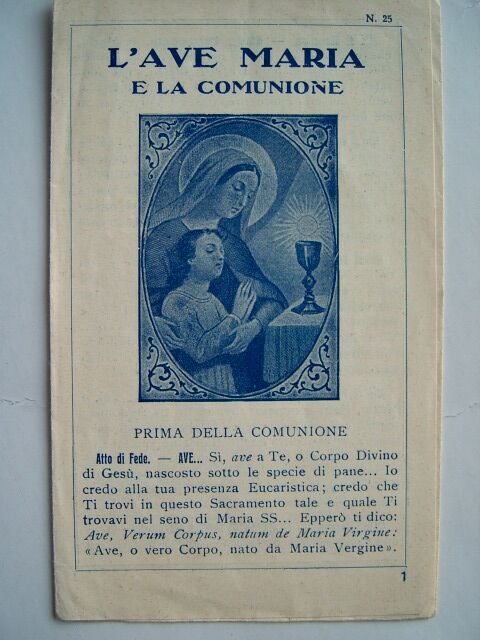 N. 25
L'AVE MARIA
E LA COMUNIONE
PRIMA DELLA COMUNIONE
Atto di Fede. — AVE... Sì, ave a Te, o Corpo Divino
di Gesù, nascosto sotto le specie di pane... Io
credo alla tua presenza Eucaristica; credo che
Ti trovi in questo Sacramento tale e quale Ti
trovavi nel seno di Maria SS... Epperò ti dico:
Ave, Verum Corpus, natum de Maria Virgine:
«Ave, o vero Corpo, nato da Maria Vergine».
1